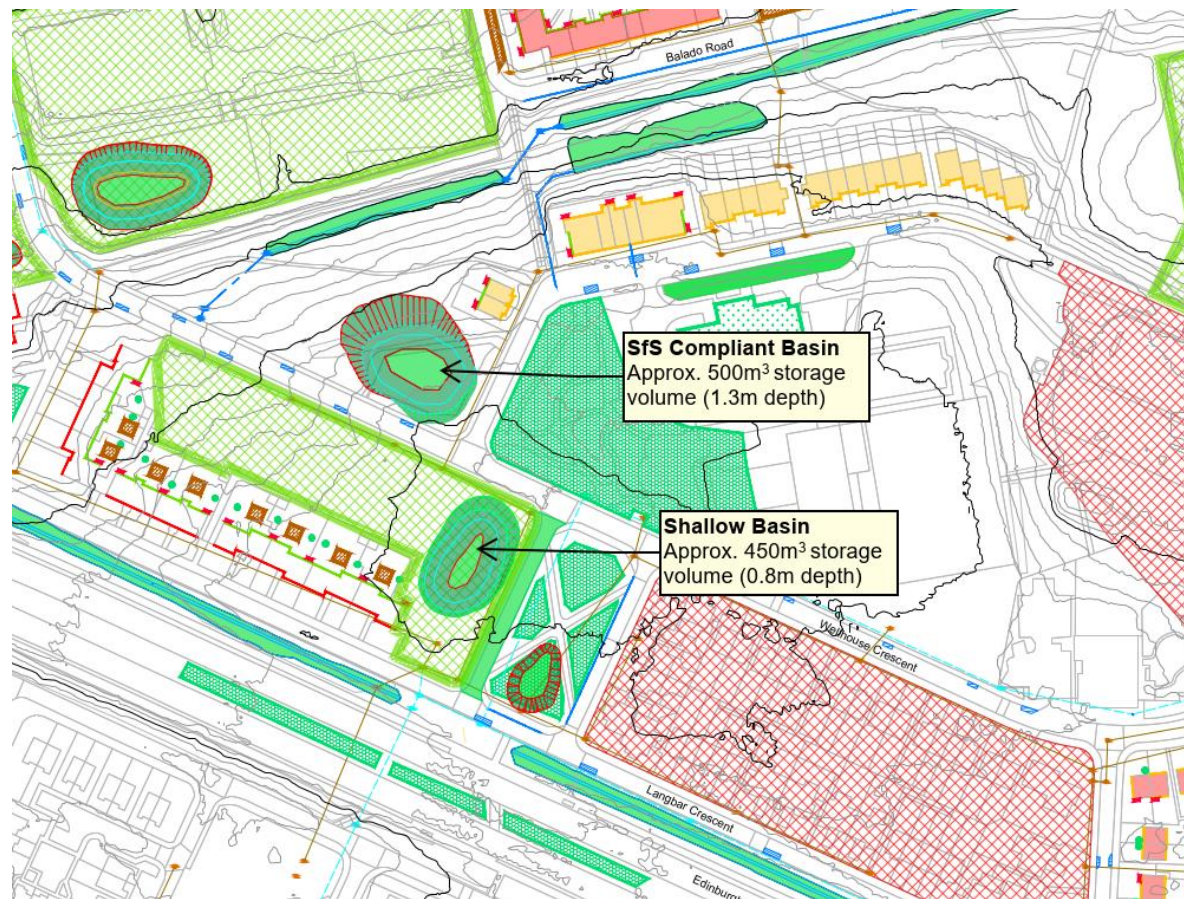 Balado Road
SfS Compliant Basin
Approx. 500m³ storage
volume (1.3m depth)
Shallow Basin
Approx. 450m³ storage
volume (0.8m depth)
Wellhouse Crescent
Langbar Crescent
Edinburg